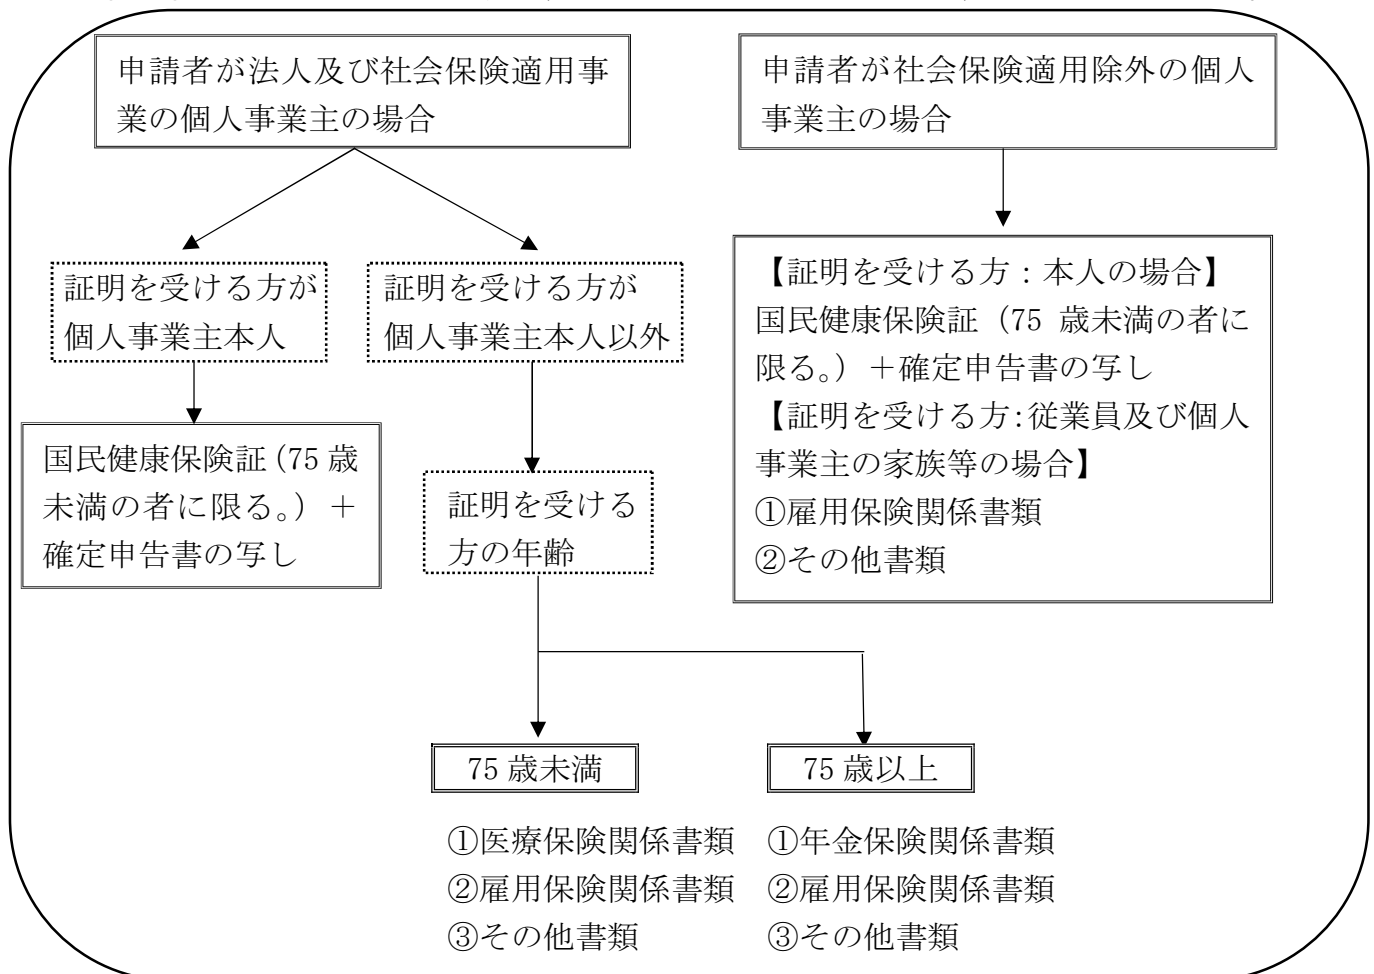 申請者が法人及び社会保険適用事
業の個人事業主の場合
申請者が社会保険適用除外の個人
事業主の場合
証明を受ける方が
個人事業主本人
証明を受ける方が
個人事業主本人以外
国民健康保険証(75歳
未満の者に限る。)＋
確定申告書の写し
証明を受ける
方の年齢
【証明を受ける方：本人の場合】
国民健康保険証（75 歳未満の者に
限る。）＋確定申告書の写し
【証明を受ける方:従業員及び個人
事業主の家族等の場合】
①雇用保険関係書類
②その他書類
75歳未満
①医療保険関係書類
②雇用保険関係書類
③その他書類
75歳以上
①年金保険関係書類
②雇用保険関係書類
③その他書類